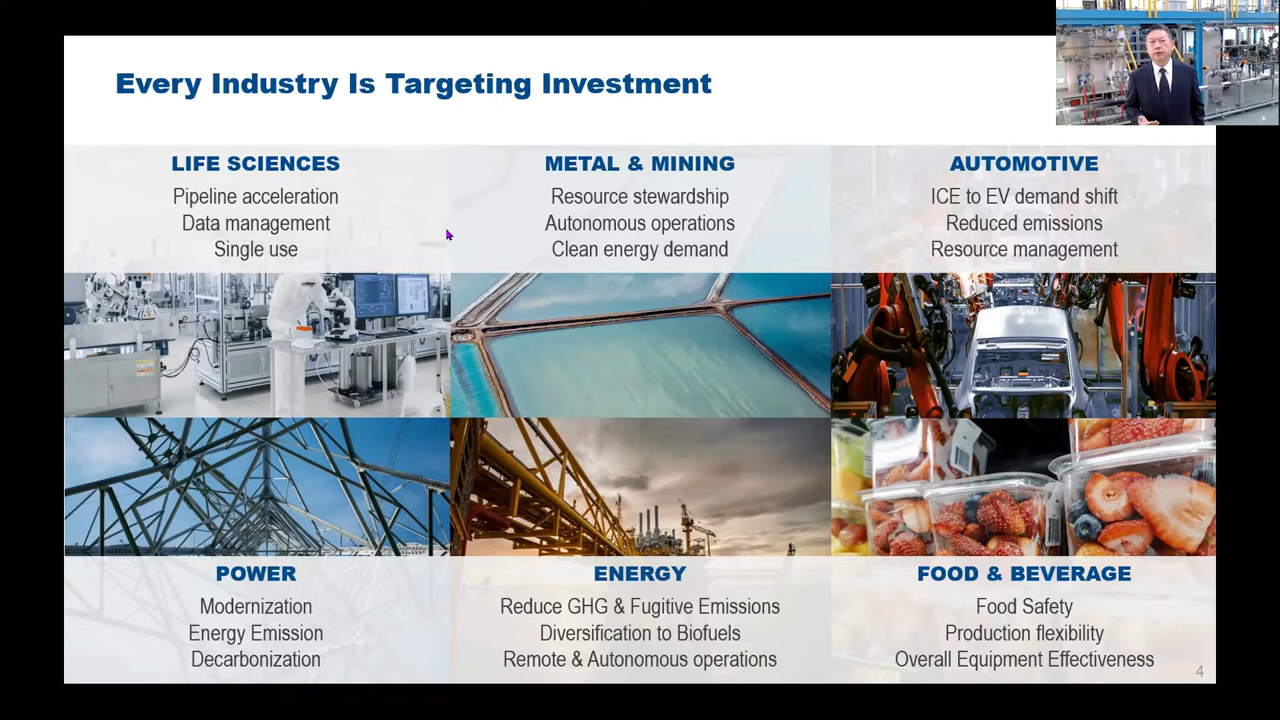 Every Industry Is Targeting Investment
LIFE SCIENCES
Pipeline acceleration
Data management
Single use
METAL & MINING
Resource stewardship
Autonomous operations
Clean energy demand
AUTOMOTIVE
ICE to EV demand shift
Reduced emissions
Resource management
POWER
Modernization
Energy Emission
Decarbonization
ENERGY
Reduce GHG & Fugitive Emissions
Diversification to Biofuels
Remote & Autonomous operations
FOOD & BEVERAGE
Food Safety
Production flexibility
Overall Equipment Effectiveness
4